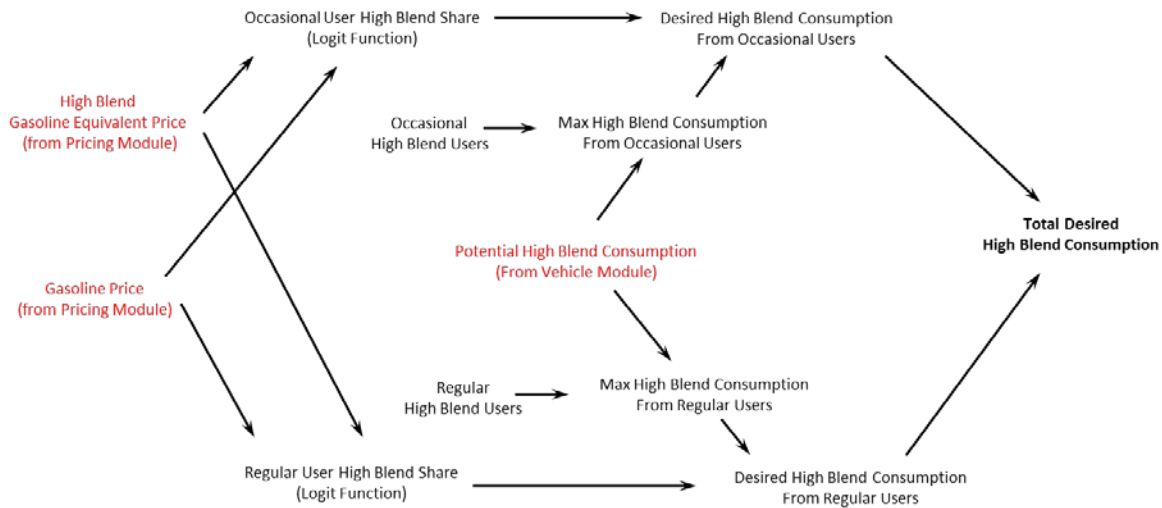 Occasional User High Blend Share
(Logit Function)
Desired High Blend Consumption
From Occasional Users
High Blend
Gasoline Equivalent Price
(from Pricing Module)
Occasional
High Blend Users
Max High Blend Consumption
From Occasional Users
Total Desired
High Blend Consumption
Potential High Blend Consumption
(From Vehicle Module)
Gasoline Price
(from Pricing Module)
Regular
High Blend Users
Max High Blend Consumption
From Regular Users
Regular User High Blend Share
(Logit Function)
Desired High Blend Consumption
From Regular Users